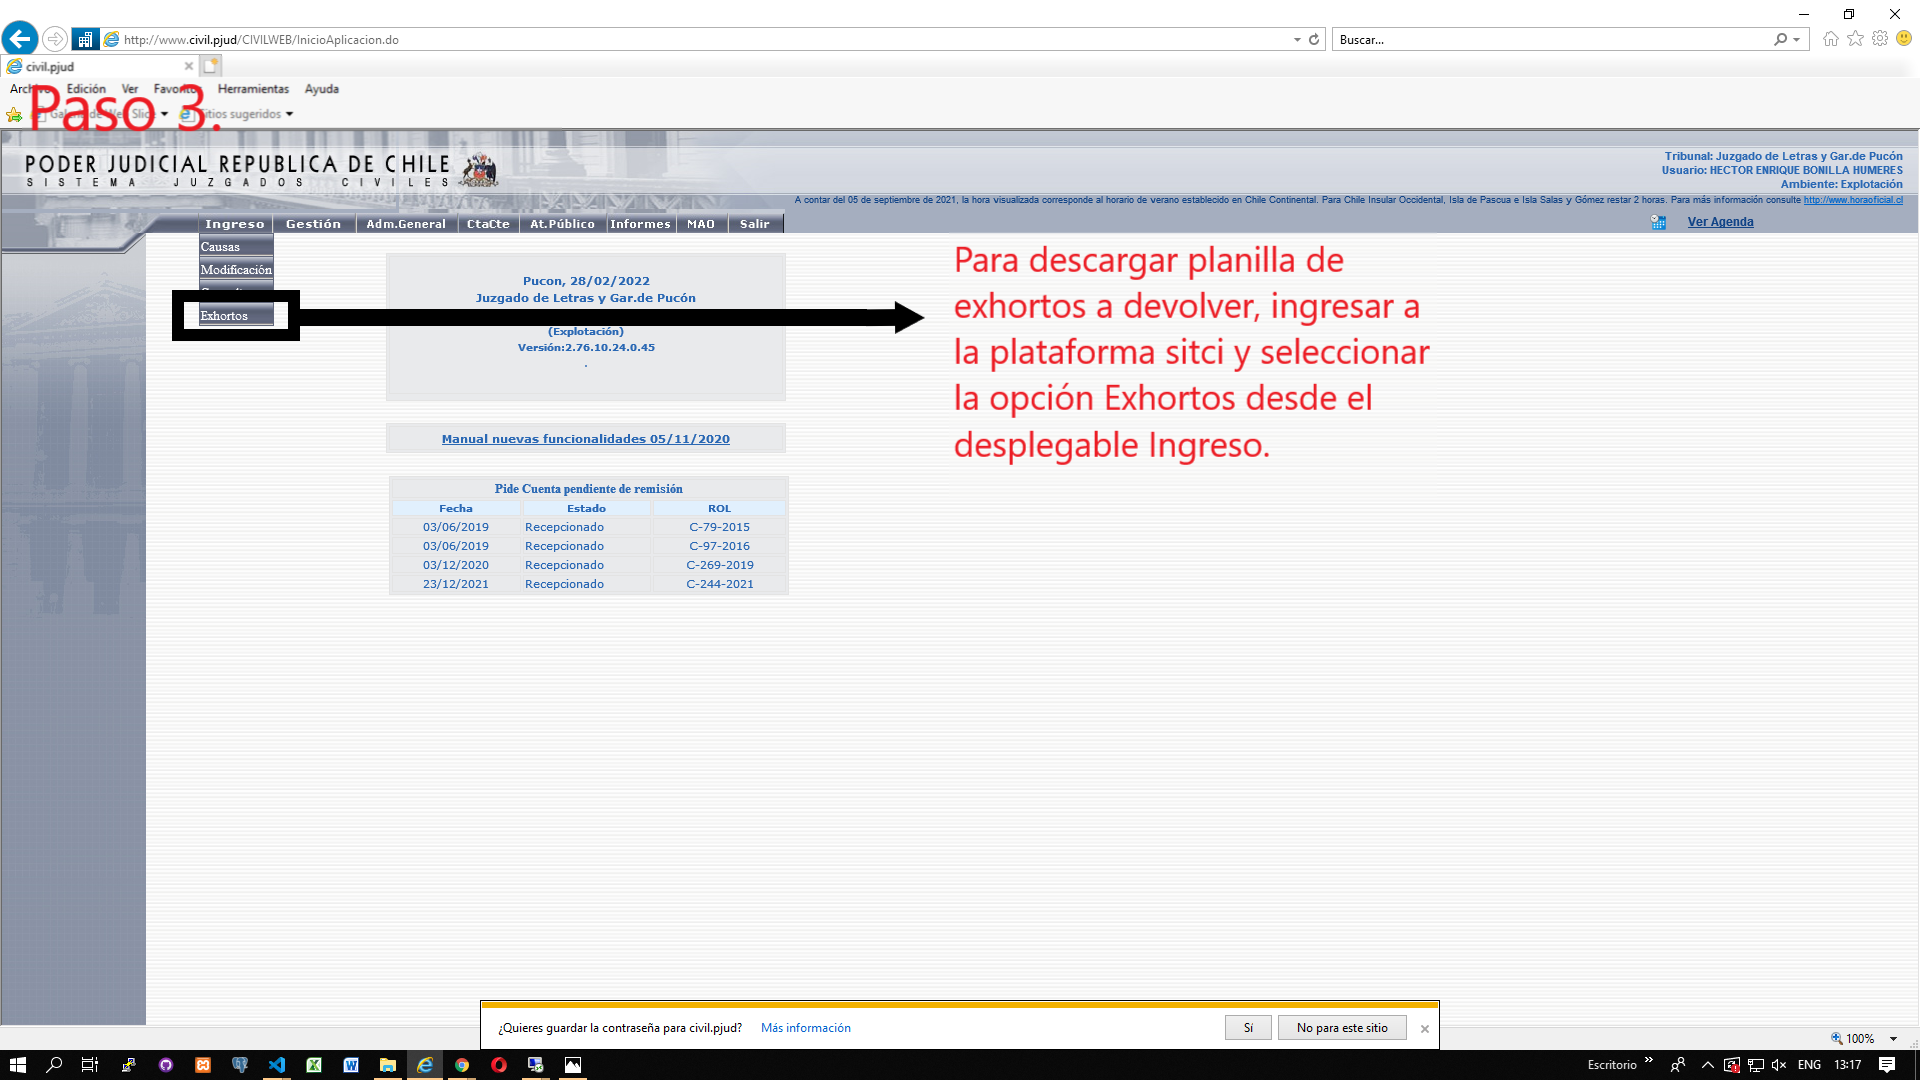 http://www.civil.pjud/CIVILWEB/InicioAplicacion.do
Buscar...
civil.pjud
Edición Ver Favoritos Herramientas Ayuda
Paso 3.
sugeridos
PODER JUDICIAL REPUBLICA DE CHILE
SISTEMA JUZGADOS CIVILES
Tribunal: Juzgado de Letras y Gar.de Pucón
Usuario: HECTOR ENRIQUE BONILLA HUMERES
Ambiente: Explotación
A contar del 05 de septiembre de 2021, la hora visualizada corresponde al horario de verano establecido en Chile Continental. Para Chile Insular Occidental, Isla de Pascua e Isla Salas y Gómez restar 2 horas. Para más información consulte http://www.horaoficial.cl
Ingreso Gestión Adm.General CtaCte At.Público Informes MAO Salir
Ver Agenda
Causas
Modificación
Exhortos
Pucon, 28/02/2022
Juzgado de Letras y Gar.de Pucón
(Explotación)
Versión:2.76.10.24.0.45
.
Para descargar planilla de
exhortos a devolver, ingresar a
la plataforma sitci y seleccionar
la opción Exhortos desde el
desplegable Ingreso.
Manual nuevas funcionalidades 05/11/2020
Pide Cuenta pendiente de remisión
Fecha Estado ROL
03/06/2019 Recepcionado C-79-2015
03/06/2019 Recepcionado C-97-2016
03/12/2020 Recepcionado C-269-2019
23/12/2021 Recepcionado C-244-2021
¿Quieres guardar la contraseña para civil.pjud? Más información Sí No para este sitio
100%
Escritorio ENG 13:17